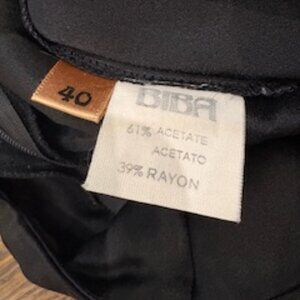 40
BIBA
61% ACETATE
ACETATO
39% RAYON